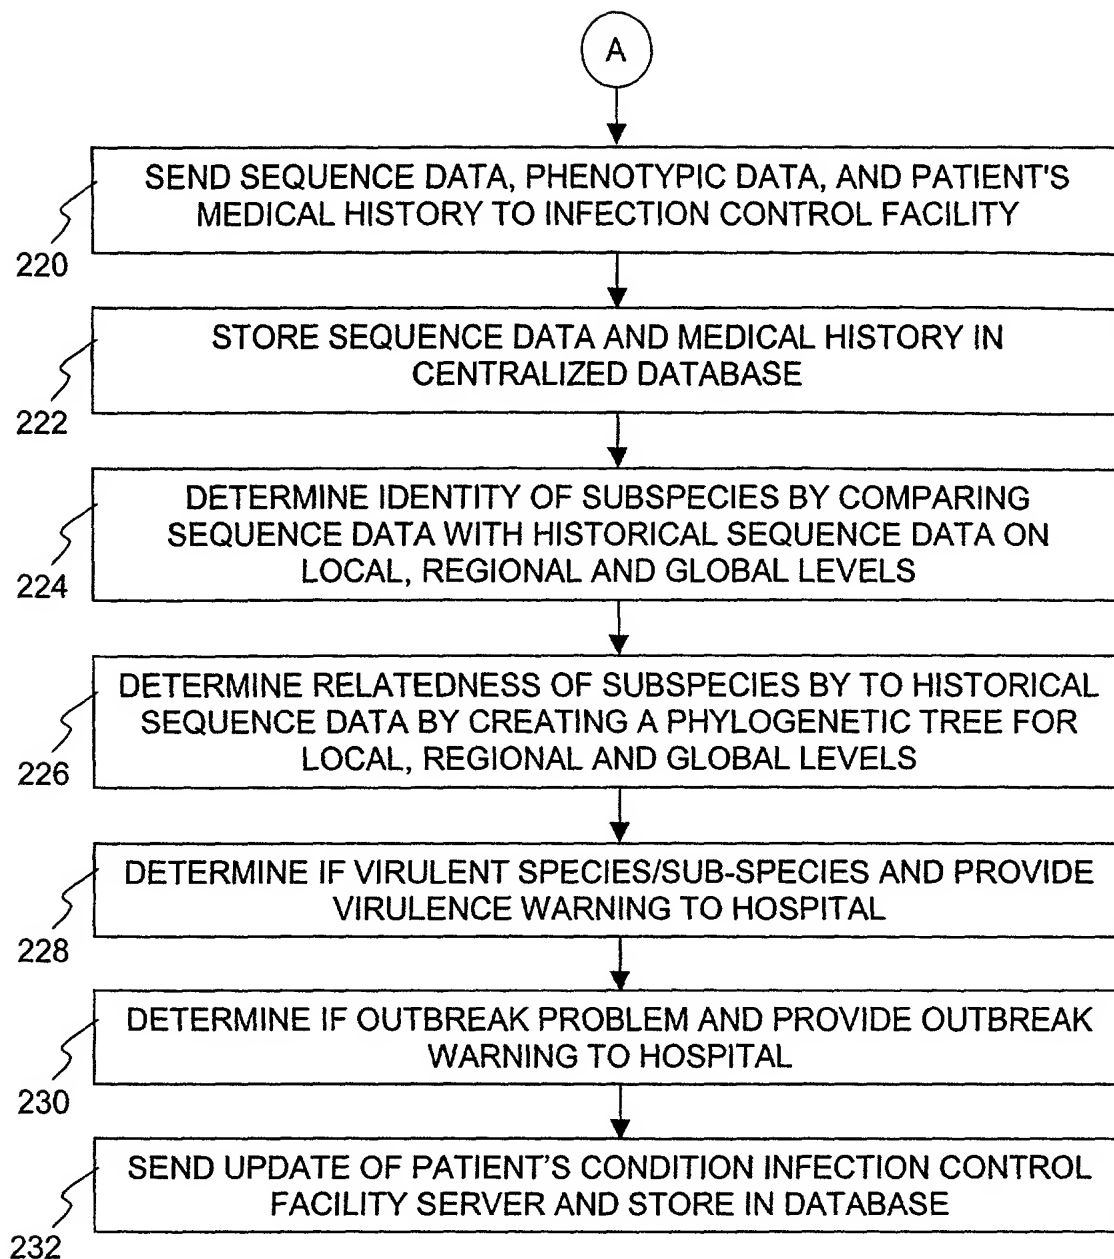 A
SEND SEQUENCE DATA, PHENOTYPIC DATA, AND PATIENT'S
MEDICAL HISTORY TO INFECTION CONTROL FACILITY
220
STORE SEQUENCE DATA AND MEDICAL HISTORY IN
CENTRALIZED DATABASE
222
DETERMINE IDENTITY OF SUBSPECIES BY COMPARING
SEQUENCE DATA WITH HISTORICAL SEQUENCE DATA ON
LOCAL, REGIONAL AND GLOBAL LEVELS
224
DETERMINE RELATEDNESS OF SUBSPECIES BY TO HISTORICAL
SEQUENCE DATA BY CREATING A PHYLOGENETIC TREE FOR
LOCAL, REGIONAL AND GLOBAL LEVELS
226
DETERMINE IF VIRULENT SPECIES/SUB-SPECIES AND PROVIDE
VIRULENCE WARNING TO HOSPITAL
228
DETERMINE IF OUTBREAK PROBLEM AND PROVIDE OUTBREAK
WARNING TO HOSPITAL
230
SEND UPDATE OF PATIENT'S CONDITION INFECTION CONTROL
FACILITY SERVER AND STORE IN DATABASE
232